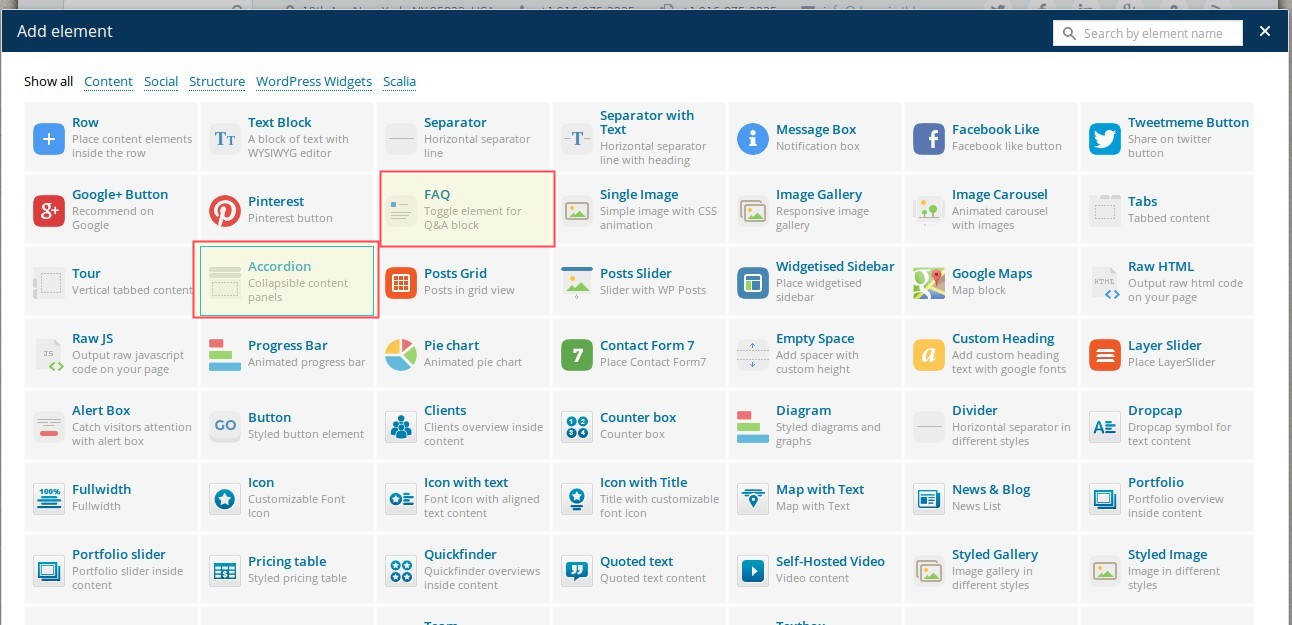 Add element
Search by element name
Show all Content Social Structure WordPress Widgets Scalia
Row
Place content elements
inside the row
Text Block
A block of text with
WYSIWYG editor
Separator
Horizontal separator
line
Separator with
Text
Horizontal separator
line with heading
Message Box
Notification box
Facebook Like
Facebook like button
Tweetmeme Button
Share on twitter
button
Google+ Button
Recommend on
Google
Pinterest
Pinterest button
FAQ
Toggle element for
Q&A block
Single Image
Simple image with CSS
animation
Image Gallery
Responsive image
gallery
Image Carousel
Animated carousel
with images
Tabs
Tabbed content
Tour
Vertical tabbed content
Accordion
Collapsible content
panels
Posts Grid
Posts in grid view
Posts Slider
Slider with WP Posts
Widgetised Sidebar
Place widgetised
sidebar
Google Maps
Map block
HTML
Raw HTML
Output raw html code
on your page
JS
Raw JS
Output raw javascript
code on your page
Progress Bar
Animated progress bar
Pie chart
Animated pie chart
7
Contact Form 7
Place Contact Form7
Empty Space
Add spacer with
custom height
a
Custom Heading
Add custom heading
text with google fonts
Layer Slider
Place LayerSlider
Alert Box
Catch visitors attention
with alert box
GO
Button
Styled button element
Clients
Clients overview inside
content
1 2
3 4
Counter box
Counter box
Diagram
Styled diagrams and
graphs
Divider
Horizontal separator in
different styles
A
Dropcap
Dropcap symbol for
text content
100%
Fullwidth
Fullwidth
Icon
Customizable Font
Icon
Icon with text
Font Icon with aligned
text content
Icon with Title
Title with customizable
font icon
Map with Text
Map with Text
News & Blog
News List
Portfolio
Portfolio overview
inside content
Portfolio slider
Portfolio slider inside
content
Pricing table
Styled pricing table
Quickfinder
Quickfinder overviews
inside content
Quoted text
Quoted text content
Self-Hosted Video
Video content
Styled Gallery
Image gallery in
different styles
Styled Image
Image in different
styles